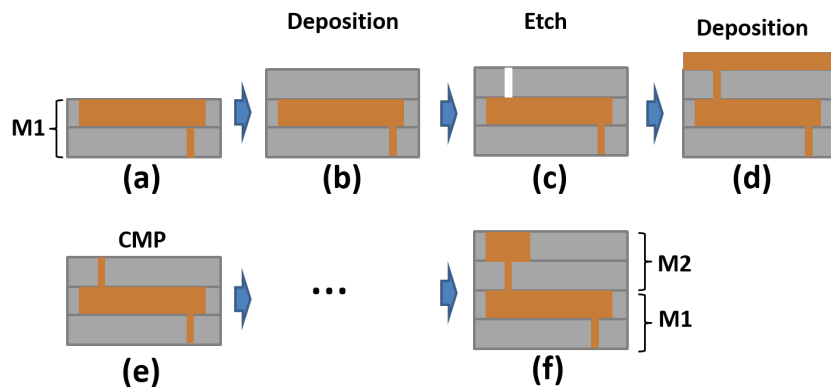 Deposition
Etch
Deposition
M1
(a)
(b)
(c)
(d)
CMP
...
M2
M1
(e)
(f)